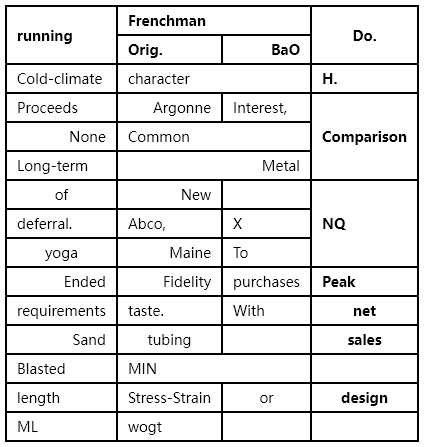 running Frenchman Do.
Orig. BaO
Cold-climate character H.
Proceeds Argonne Interest, Comparison
None Common
Long-term Metal
of New NQ
deferral. Abco, X
yoga Maine To
Ended Fidelity purchases Peak
requirements taste. With net
Sand tubing sales
Blasted MIN
length Stress-Strain or design
ML wogt